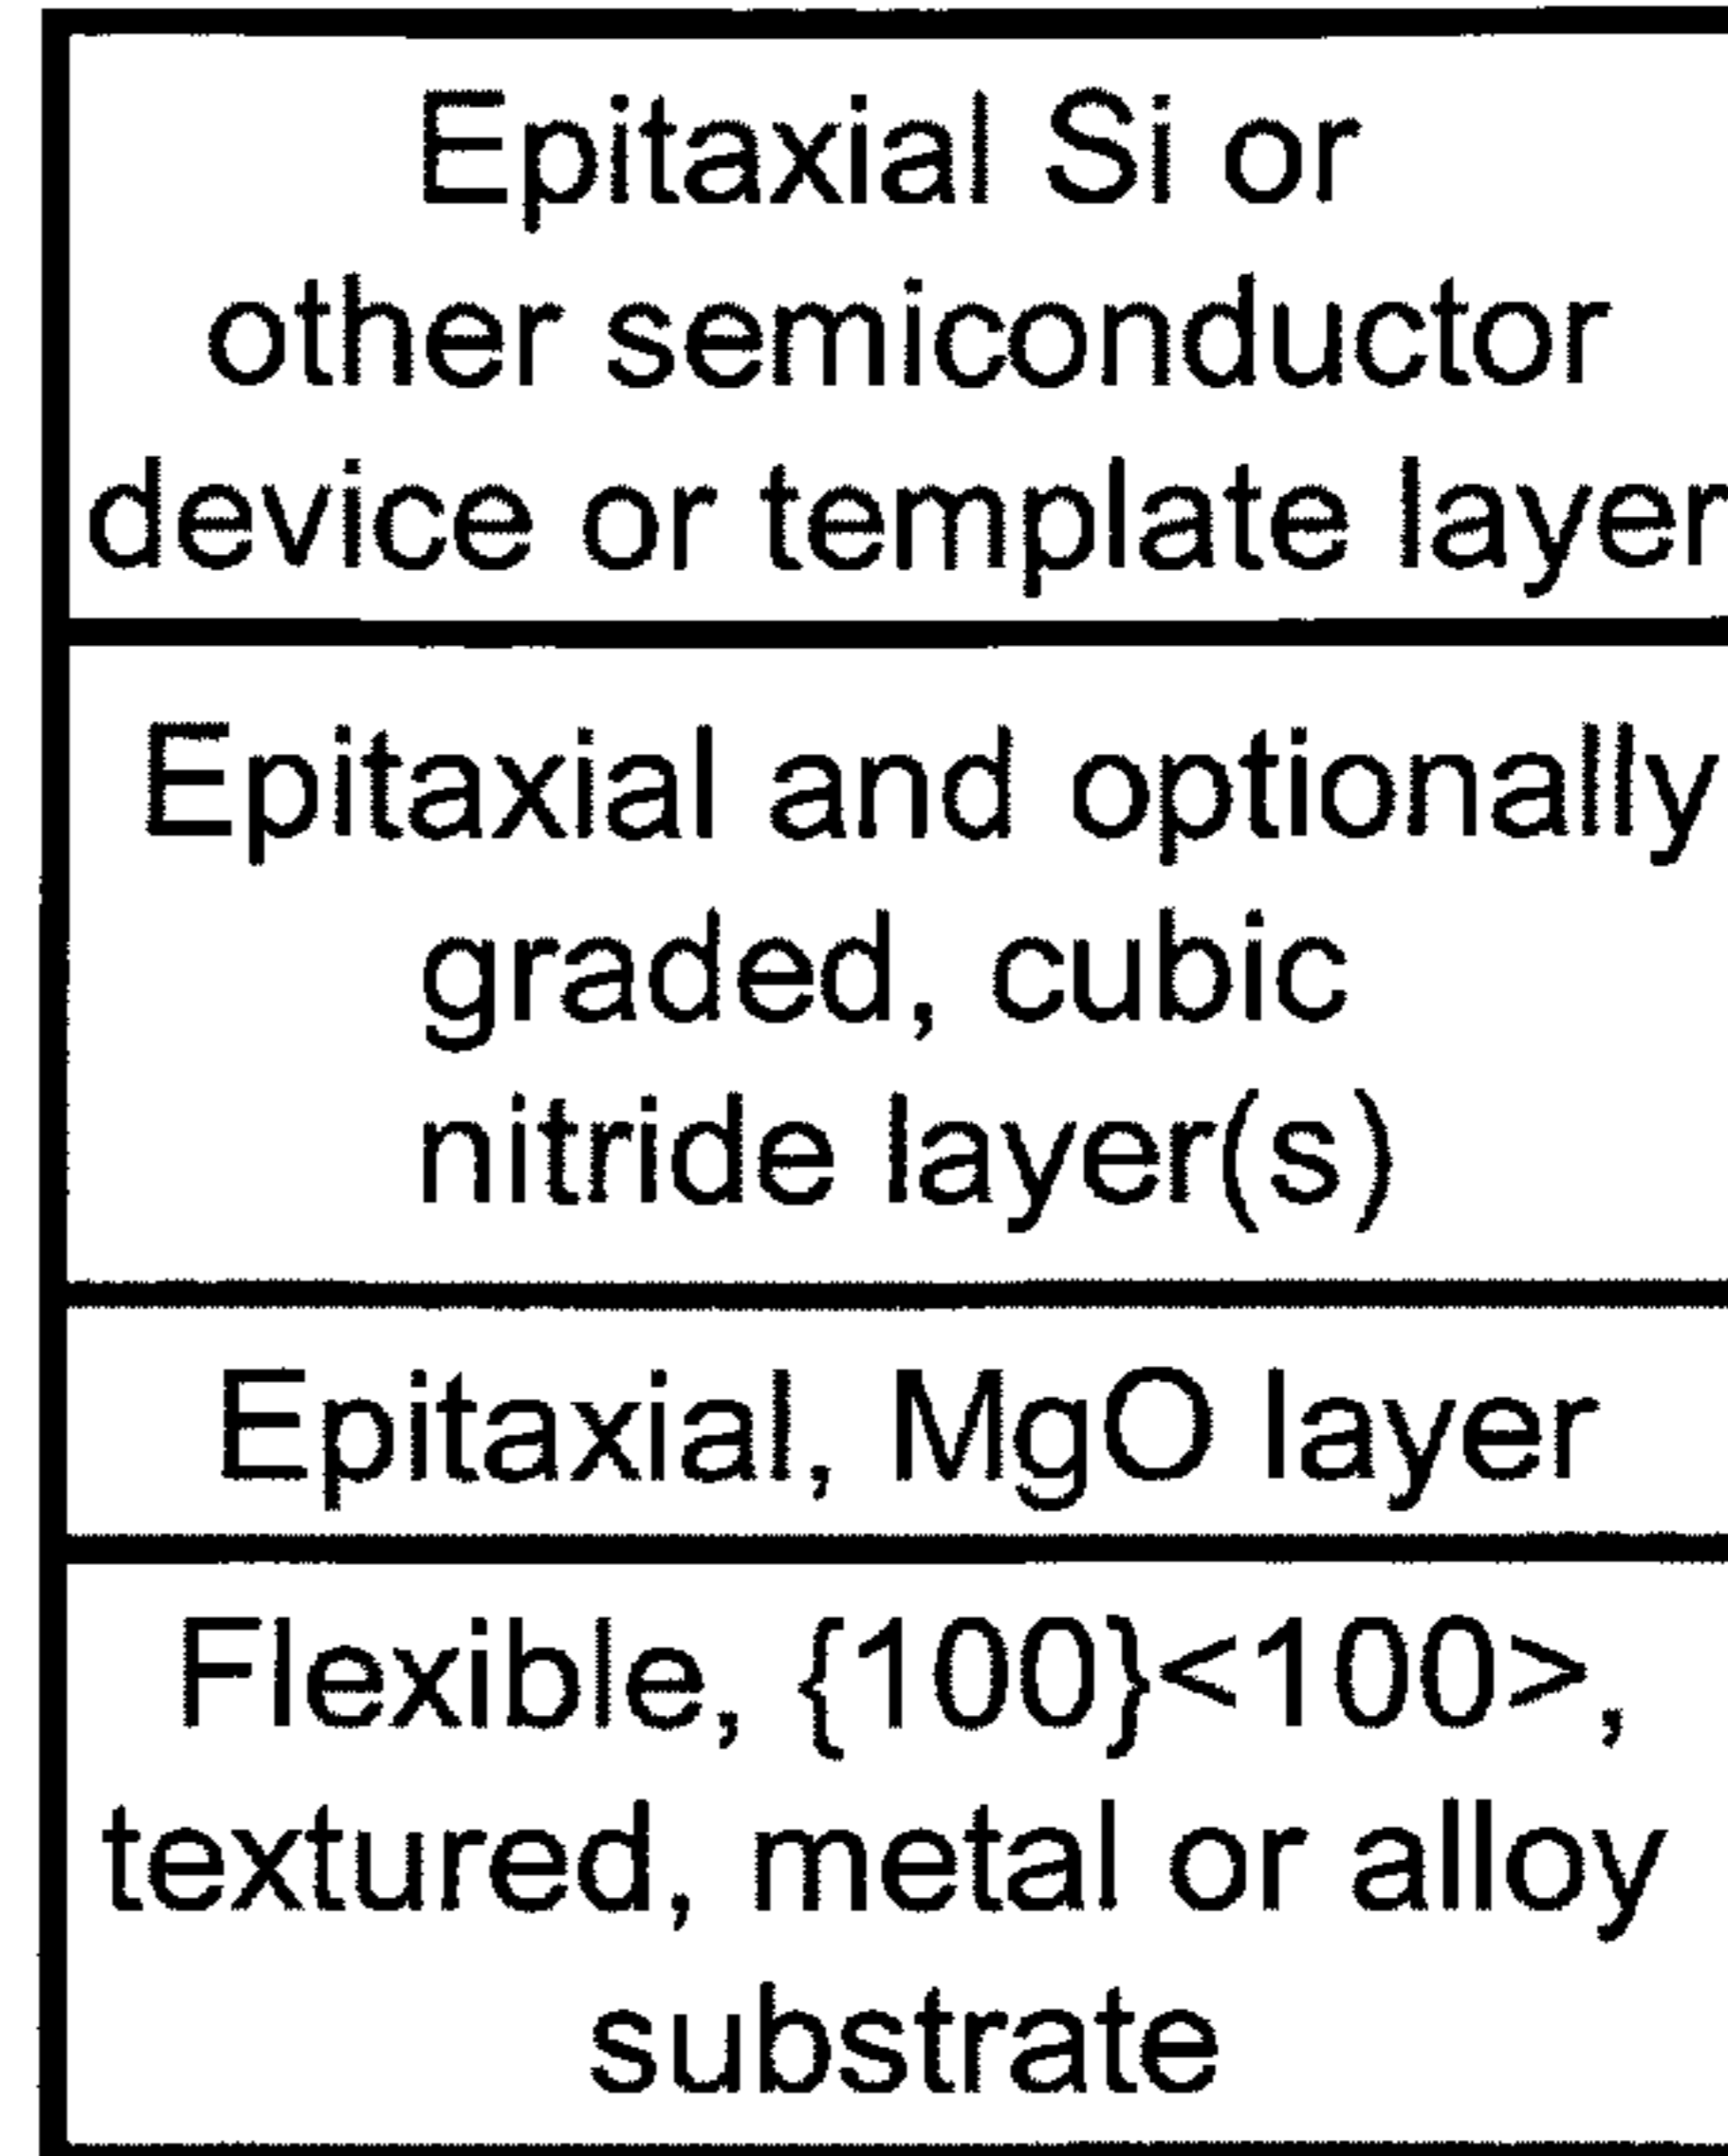 Epitaxial Si or
other semiconductor
device or template layer
Epitaxial and optionally
graded, cubic
nitride layer(s)
Epitaxial, MgO layer
Flexible, {100}<100>,
textured, metal or alloy
substrate